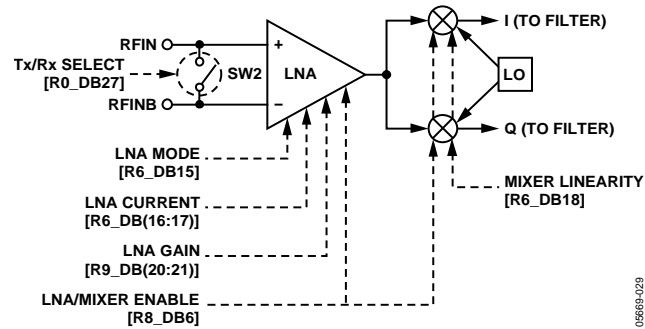 RFIN
+
I (TO FILTER)
Tx/Rx SELECT
[R0_DB27]
SW2
LNA
LO
RFINB
–
Q (TO FILTER)
LNA MODE
[R6_DB15]
MIXER LINEARITY
[R6_DB18]
LNA CURRENT
[R6_DB(16:17)]
LNA GAIN
[R9_DB(20:21)]
LNA/MIXER ENABLE
[R8_DB6]
05669-029